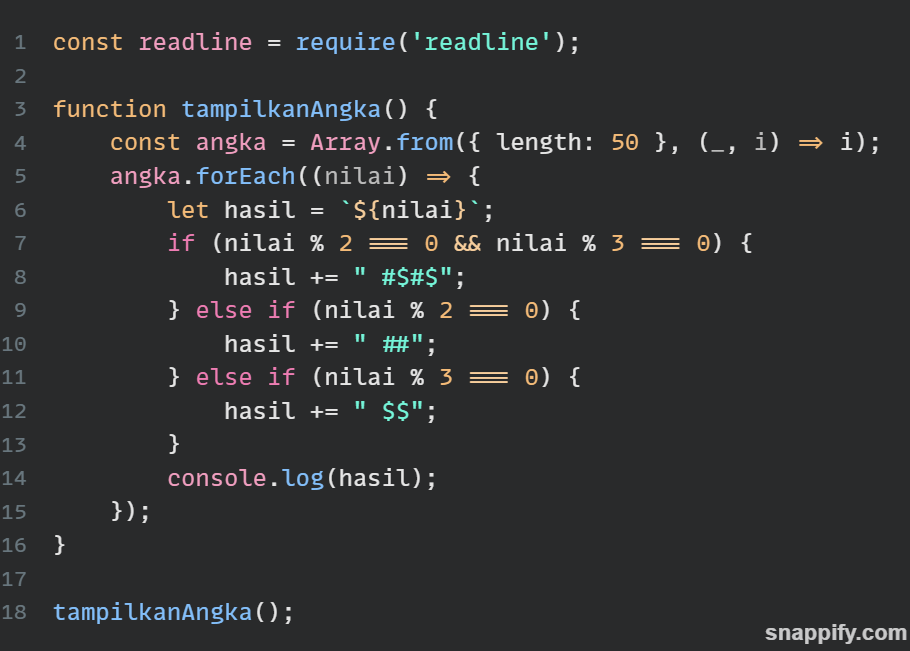 1 const readline = require('readline');
2
3 function tampilkanAngka() {
4     const angka = Array.from({ length: 50 }, (_, i) => i);
5     angka.forEach((nilai) => {
6         let hasil = `${nilai}`;
7         if (nilai % 2 === 0 && nilai % 3 === 0) {
8             hasil += " #$#$";
9         } else if (nilai % 2 === 0) {
10             hasil += " ##";
11         } else if (nilai % 3 === 0) {
12             hasil += " $$";
13         }
14         console.log(hasil);
15     });
16 }
17
18 tampilkanAngka();
snappify.com